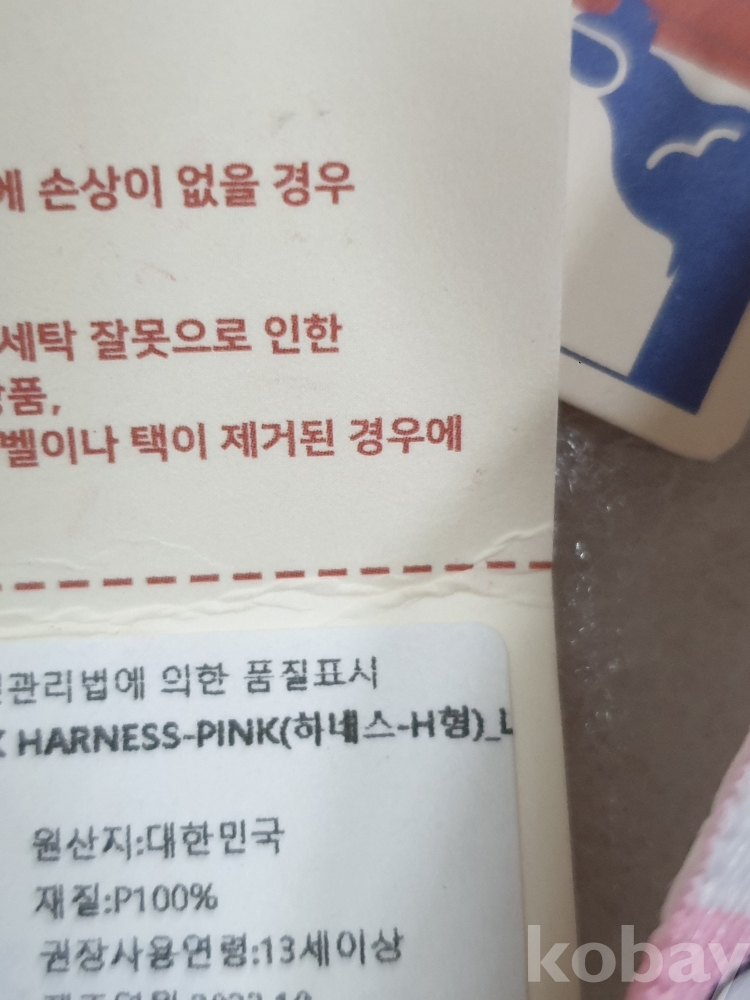 에 손상이 없을 경우
세탁 잘못으로 인한
품,
벨이나 택이 제거된 경우에
관리법에 의한 품질표시
HARNESS-PINK(하네스-H형)_L
원산지:대한민국
재질:P100%
권장사용연령:13세이상
kobay